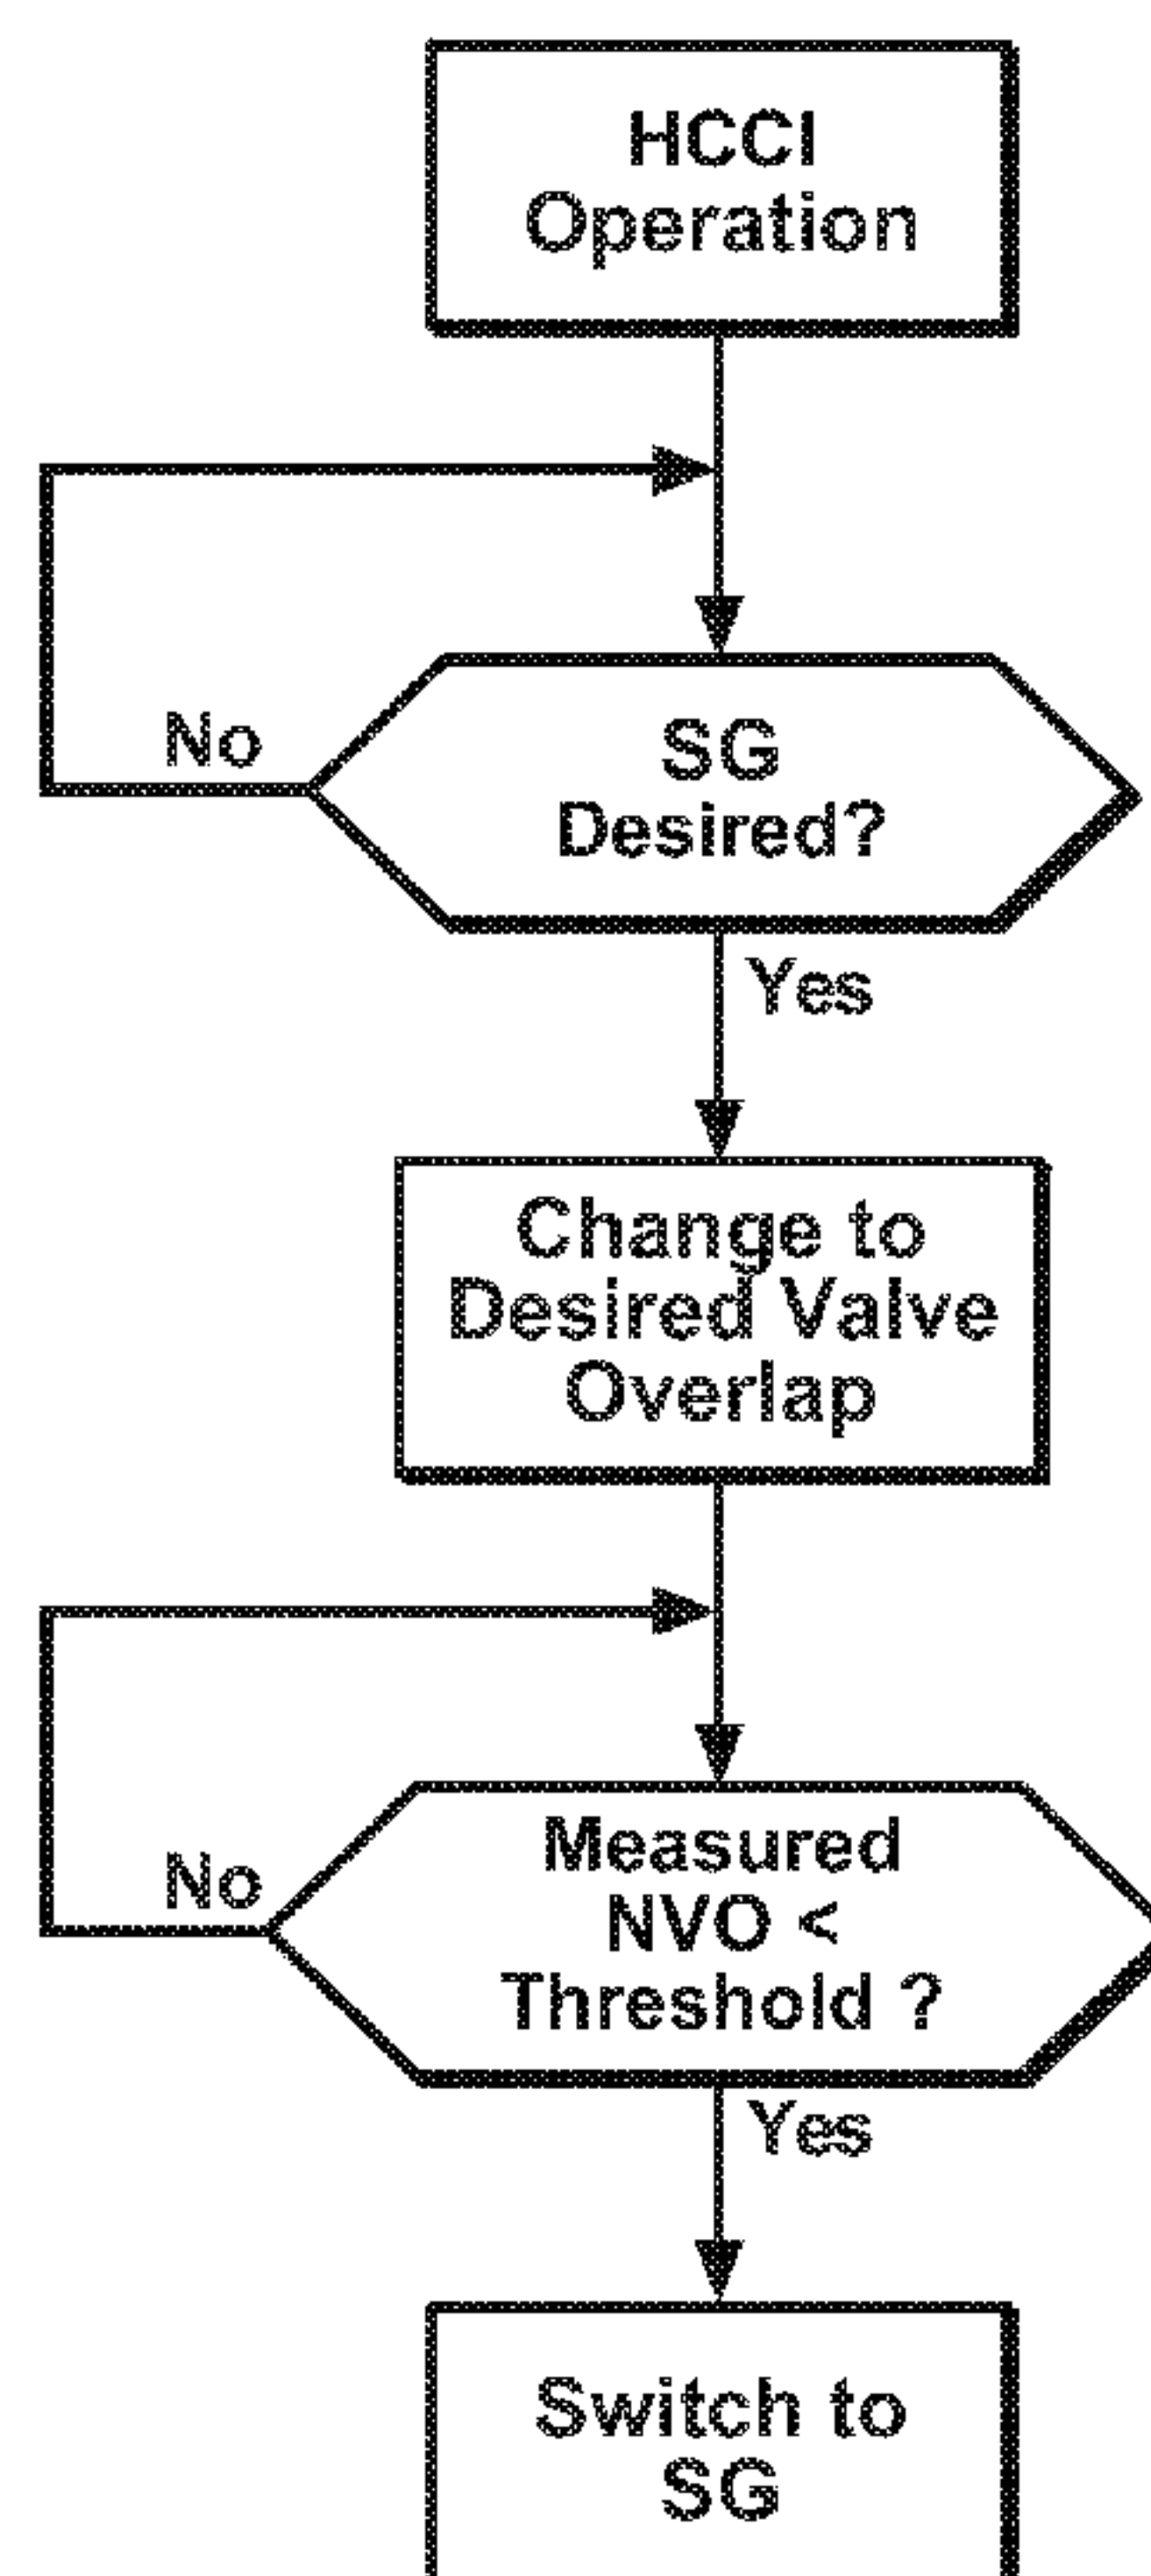 HCCI
Operation
No
SG
Desired?
Yes
Change to
Desired Valve
Overlap
No
Measured
NVO <
Threshold ?
Yes
Switch to
SG